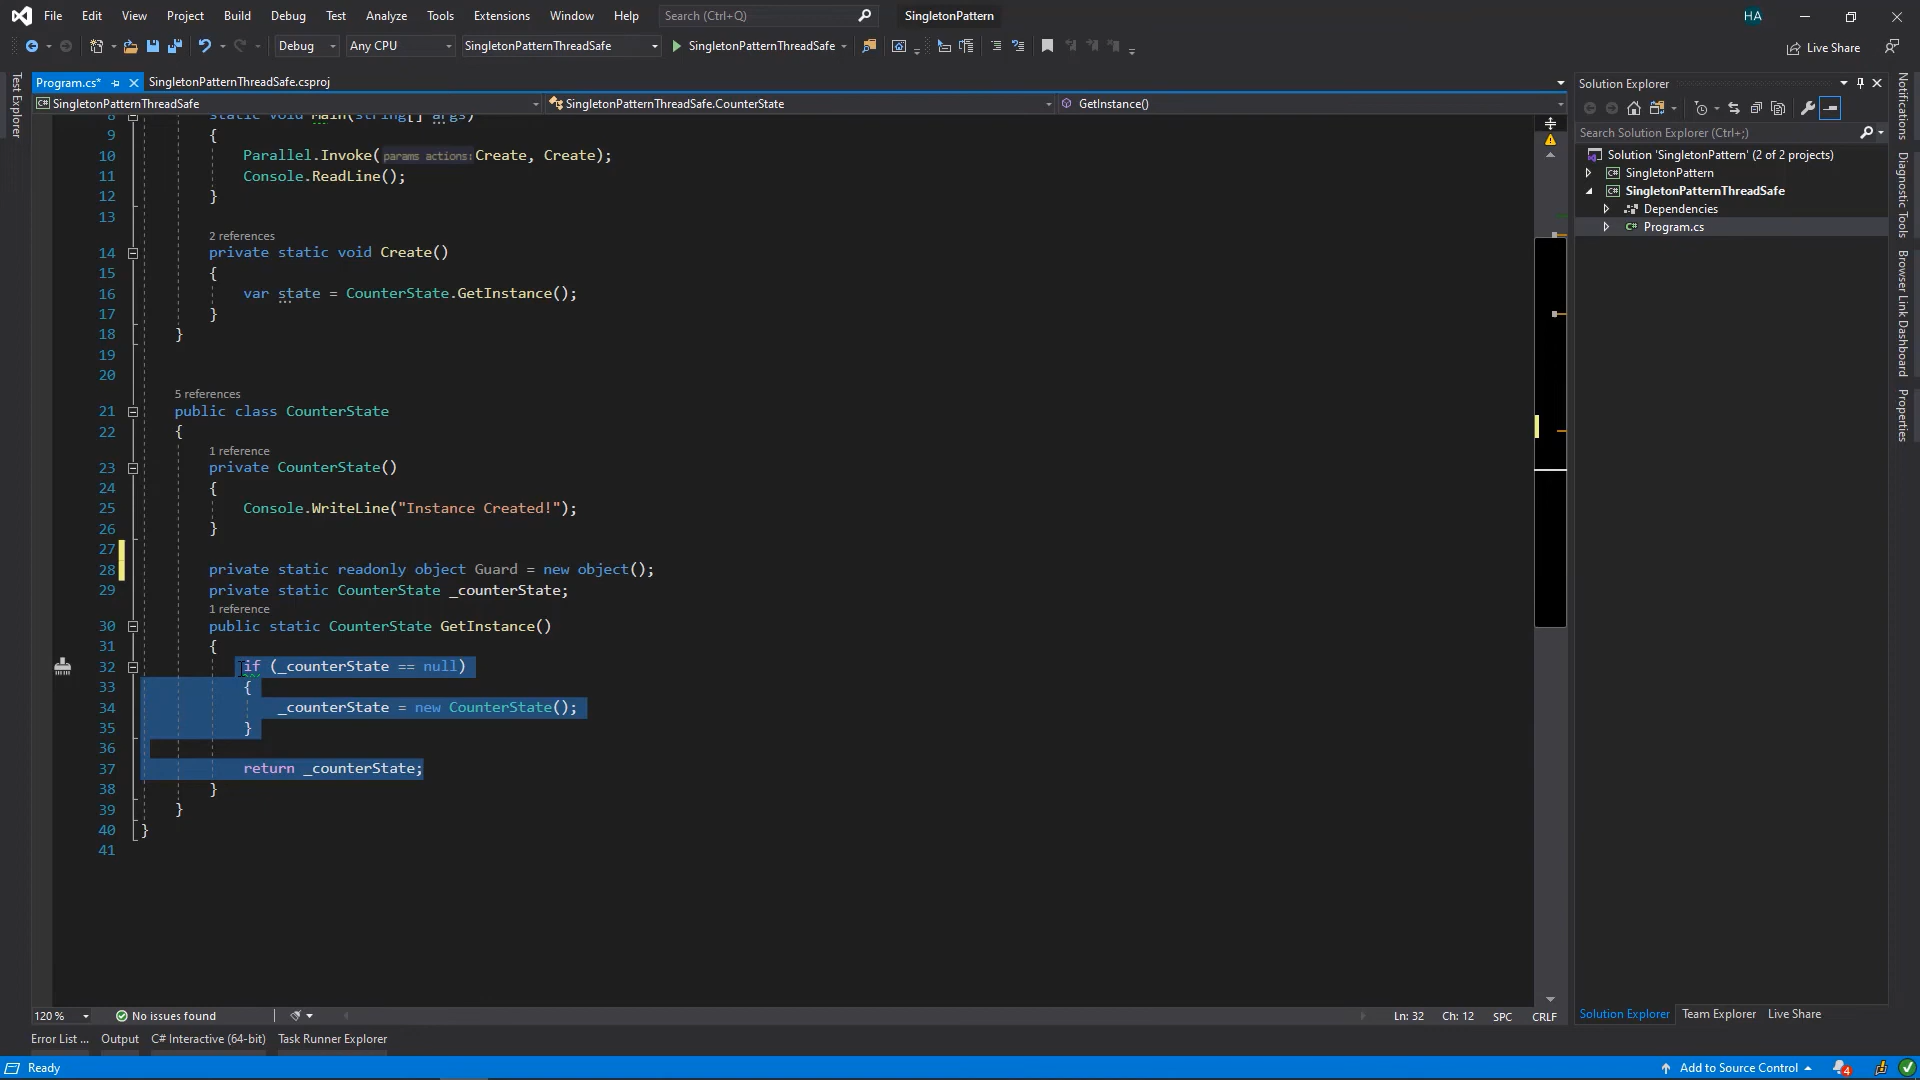 File Edit View Project Build Debug Test Analyze Tools Extensions Window Help Search (Ctrl+Q) SingletonPattern HA
Debug Any CPU SingletonPatternThreadSafe SingletonPatternThreadSafe Live Share
Test Explorer
Program.cs* SingletonPatternThreadSafe.csproj
SingletonPatternThreadSafe SingletonPatternThreadSafe.CounterState GetInstance()
8 static void Main(string[] args)
9 {
10 Parallel.Invoke(params actions:Create, Create);
11 Console.ReadLine();
12 }
13
2 references
14 private static void Create()
15 {
16 var state = CounterState.GetInstance();
17 }
18 }
19
20
5 references
21 public class CounterState
22 {
1 reference
23 private CounterState()
24 {
25 Console.WriteLine("Instance Created!");
26 }
27
28 private static readonly object Guard = new object();
29 private static CounterState _counterState;
1 reference
30 public static CounterState GetInstance()
31 {
32 if (_counterState == null)
33 {
34 _counterState = new CounterState();
35 }
36
37 return _counterState;
38 }
39 }
40 }
41
Solution Explorer
Search Solution Explorer (Ctrl+;)
Solution 'SingletonPattern' (2 of 2 projects)
SingletonPattern
SingletonPatternThreadSafe
Dependencies
Program.cs
Solution Explorer Team Explorer Live Share
Notifications
Diagnostic Tools
Browser Link Dashboard
Properties
120 % No issues found Ln: 32 Ch: 12 SPC CRLF
Error List ... Output C# Interactive (64-bit) Task Runner Explorer
Ready Add to Source Control 4